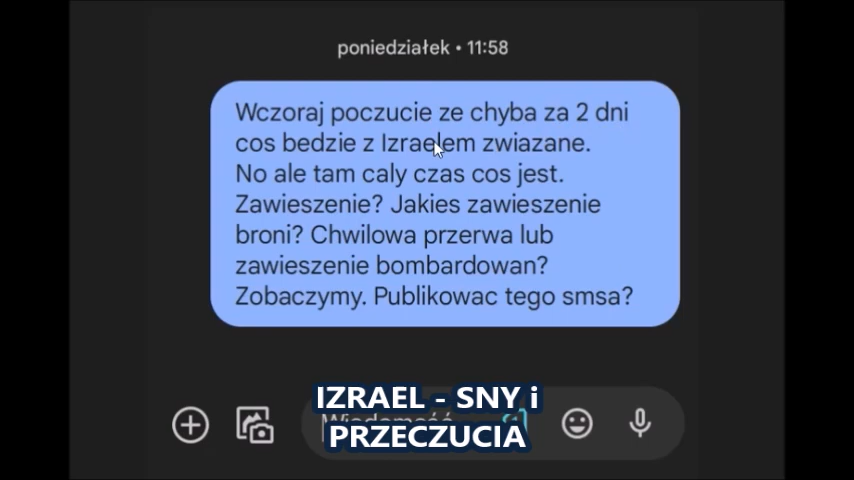 poniedziałek • 11:58
Wczoraj poczucie ze chyba za 2 dni
cos bedzie z Izraelem zwiazane.
No ale tam caly czas cos jest.
Zawieszenie? Jakies zawieszenie
broni? Chwilowa przerwa lub
zawieszenie bombardowan?
Zobaczymy. Publikowac tego smsa?
IZRAEL - SNY i
PRZECZUCIA